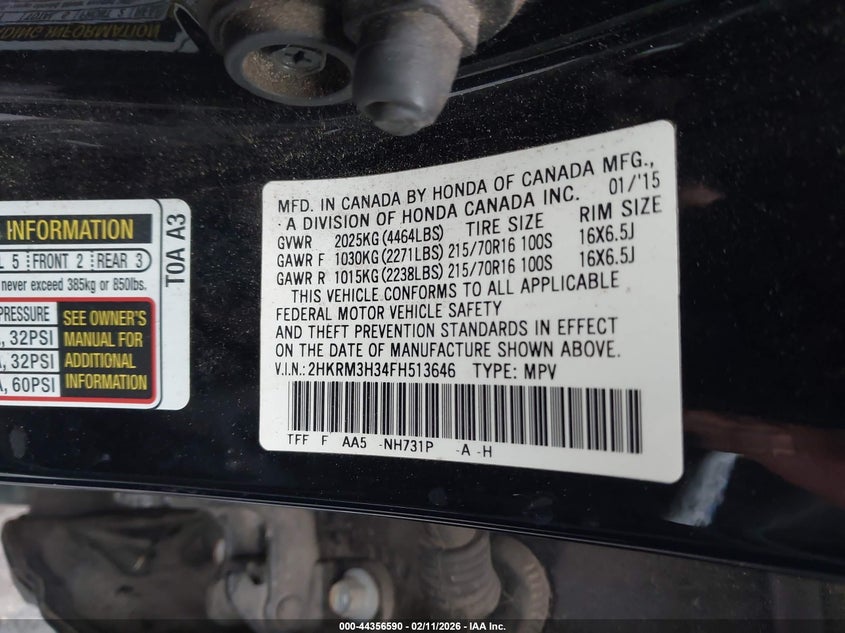 INFORMATION
5 FRONT 2 REAR 3
never exceed 385kg or 850lbs.
PRESSURE
32PSI
32PSI
60PSI
SEE OWNER'S
MANUAL FOR
ADDITIONAL
INFORMATION
T0A A3
MFD. IN CANADA BY HONDA OF CANADA MFG.,
A DIVISION OF HONDA CANADA INC. 01/'15
GVWR 2025KG (4464LBS) TIRE SIZE RIM SIZE
GAWR F 1030KG (2271LBS) 215/70R16 100S 16X6.5J
GAWR R 1015KG (2238LBS) 215/70R16 100S 16X6.5J
THIS VEHICLE CONFORMS TO ALL APPLICABLE
FEDERAL MOTOR VEHICLE SAFETY
AND THEFT PREVENTION STANDARDS IN EFFECT
ON THE DATE OF MANUFACTURE SHOWN ABOVE.
V.I.N.: 2HKRM3H34FH513646 TYPE: MPV
TFF F AA5 -NH731P -A -H
000-44356590 - 02/11/2026 - IAA Inc.